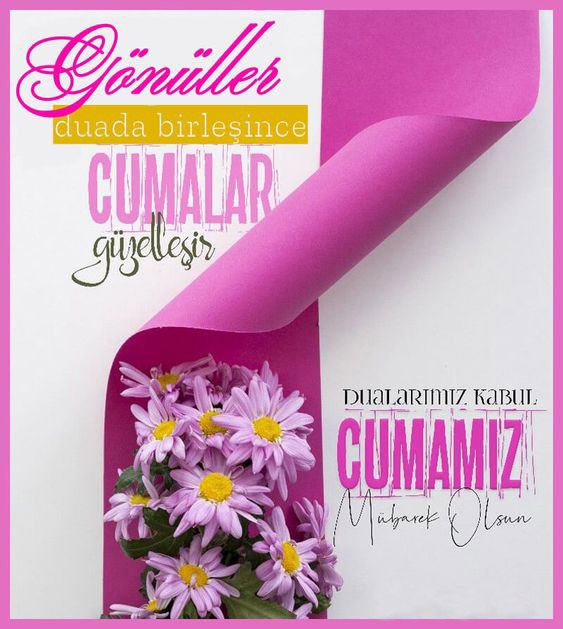 Gönüller
duada birleşince
CUMALAR
güzelleşir
DUALARIMIZ KABUL
CUMAMIZ
Mübarek Olsun